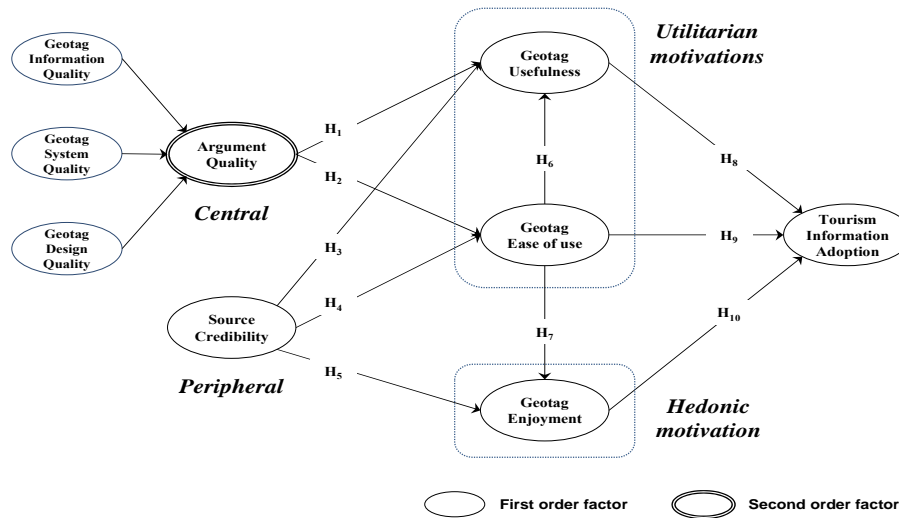 Geotag
Information
Quality
Geotag
System
Quality
Geotag
Design
Quality
Argument
Quality
Central
Source
Credibility
Peripheral
H1
H2
H3
H4
H5
Utilitarian
motivations
Geotag
Usefulness
H6
Geotag
Ease of use
H7
Geotag
Enjoyment
Hedonic
motivation
H8
H9
H10
Tourism
Information
Adoption
First order factor
Second order factor